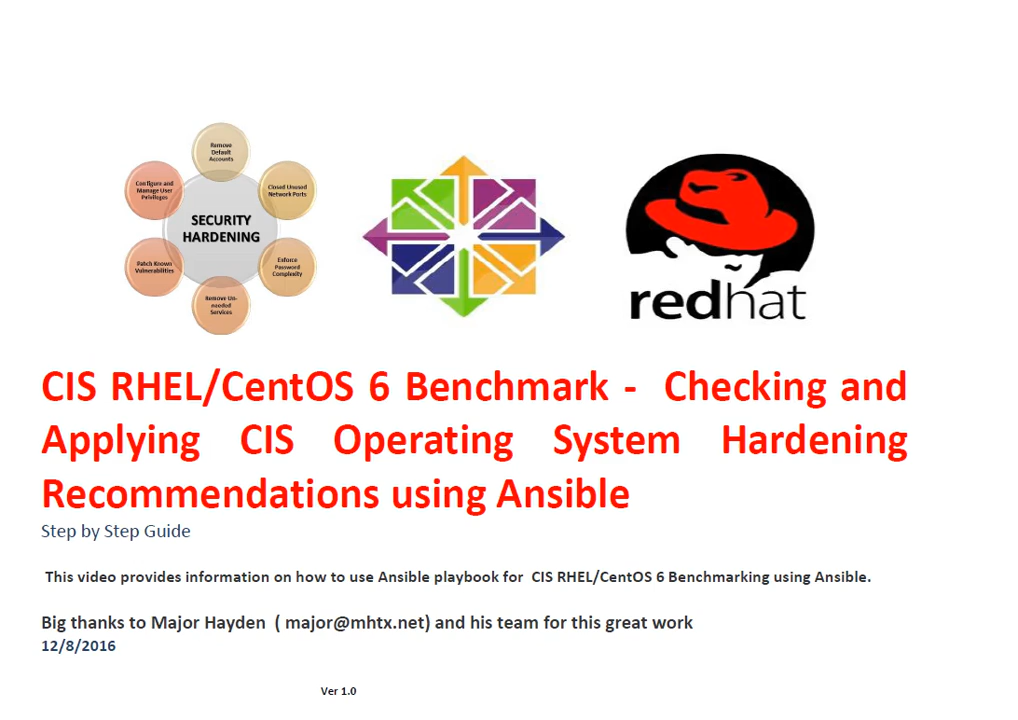 Remove
Default
Accounts
Configure and
Manage User
Privileges
Closed Unused
Network Ports
SECURITY
HARDENING
Patch Known
Vulnerabilities
Enforce
Password
Complexity
Remove Un-
needed
Services
redhat
CIS RHEL/CentOS 6 Benchmark - Checking and
Applying CIS Operating System Hardening
Recommendations using Ansible
Step by Step Guide
This video provides information on how to use Ansible playbook for CIS RHEL/CentOS 6 Benchmarking using Ansible.
Big thanks to Major Hayden ( major@mhtx.net) and his team for this great work
12/8/2016
Ver 1.0